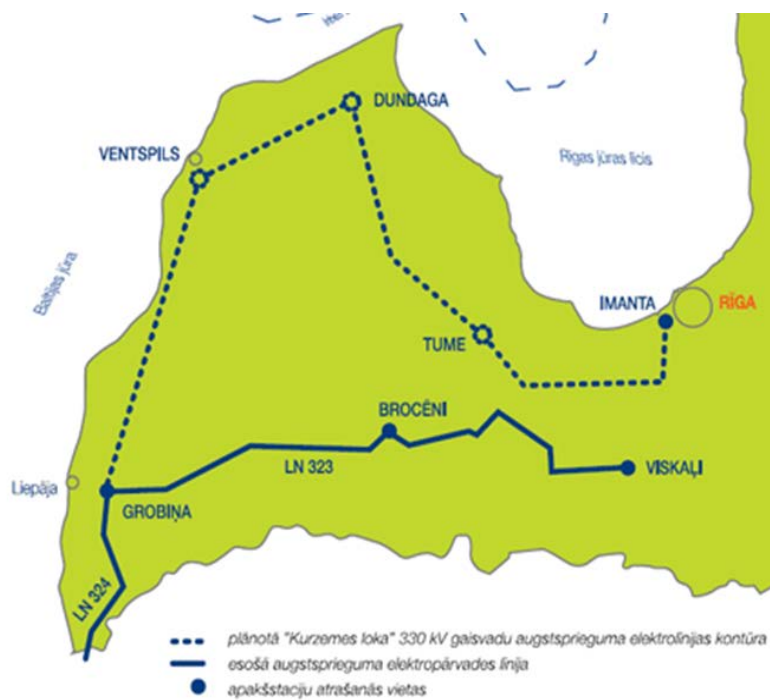 DUNDAGA
VENTSPILS
Rīgas jūras līcis
Baltijas jūra
IMANTA
RĪGA
TUME
BROCĒNI
LN 323
VISKAĻI
Liepāja
GROBIŅA
LN 324
plānotā "Kurzemes loka" 330 kV gaisvadu augstsprieguma elektrolīnijas kontūra
esošā augstsprieguma elektropārvades līnija
apakšstaciju atrašanās vietas